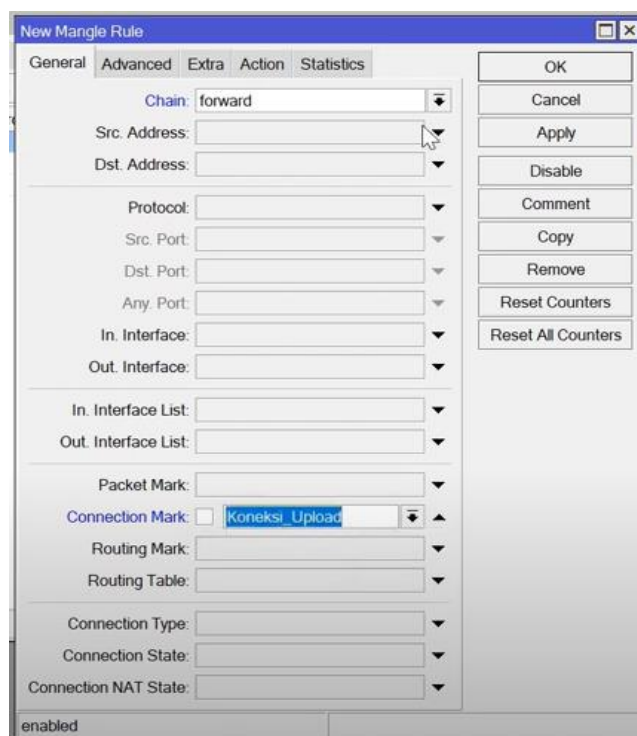 New Mangle Rule
General Advanced Extra Action Statistics
Chain: forward
Src. Address:
Dst. Address:
Protocol:
Src. Port:
Dst. Port:
Any. Port:
In. Interface:
Out. Interface:
In. Interface List:
Out. Interface List:
Packet Mark:
Connection Mark: Koneksi_Upload
Routing Mark:
Routing Table:
Connection Type:
Connection State:
Connection NAT State:
OK
Cancel
Apply
Disable
Comment
Copy
Remove
Reset Counters
Reset All Counters
enabled